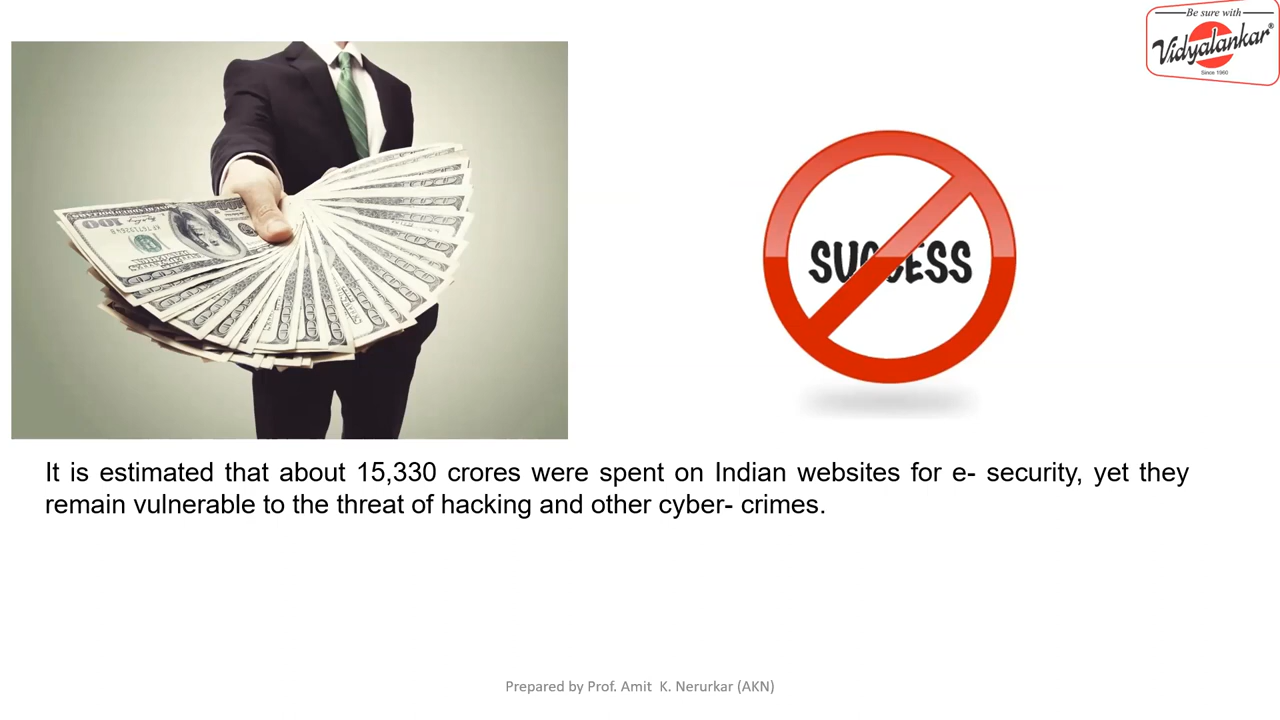 Be sure with
Vidyalankar®
Since 1960
100
SUCCESS
It is estimated that about 15,330 crores were spent on Indian websites for e- security, yet they
remain vulnerable to the threat of hacking and other cyber- crimes.
Prepared by Prof. Amit K. Nerurkar (AKN)